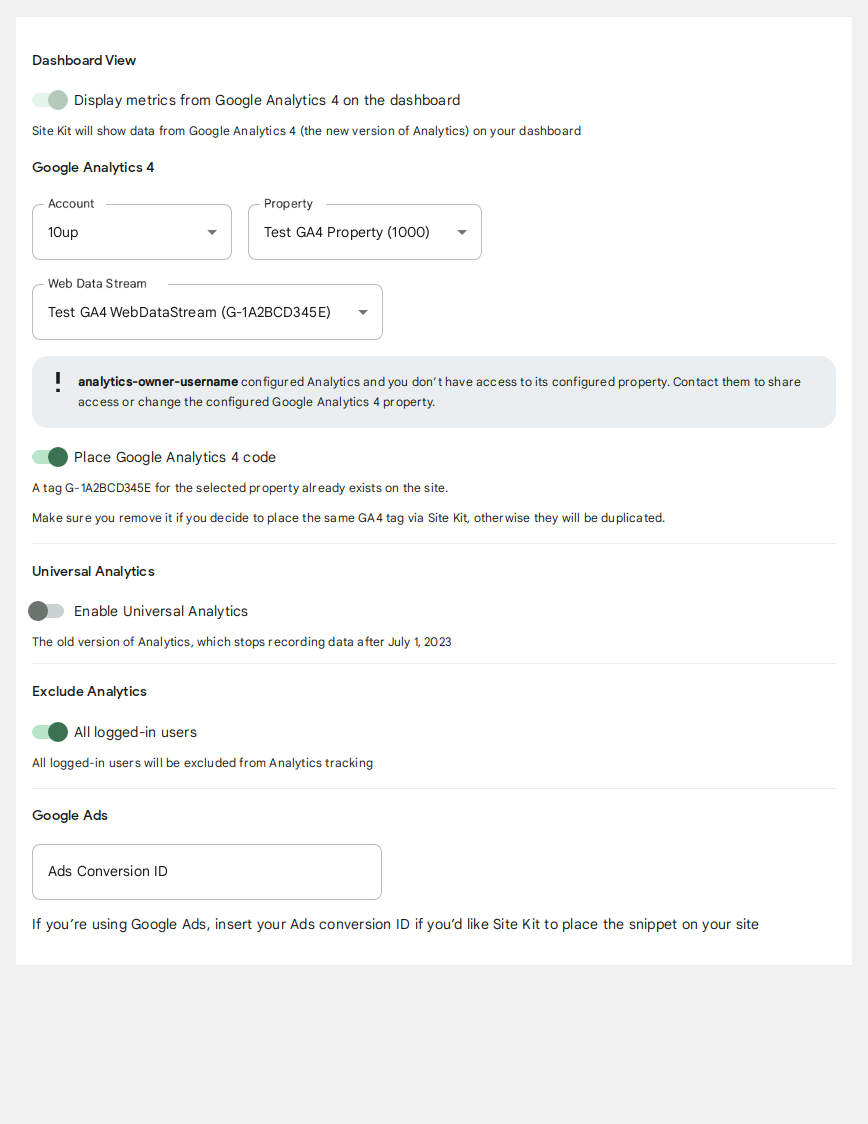 Dashboard View
Display metrics from Google Analytics 4 on the dashboard
Site Kit will show data from Google Analytics 4 (the new version of Analytics) on your dashboard
Google Analytics 4
Account
Property
10up
Test GA4 Property (1000)
Web Data Stream
Test GA4 WebDataStream (G-1A2BCD345E)
analytics-owner-username configured Analytics and you don’t have access to its configured property. Contact them to share
access or change the configured Google Analytics 4 property.
Place Google Analytics 4 code
A tag G-1A2BCD345E for the selected property already exists on the site.
Make sure you remove it if you decide to place the same GA4 tag via Site Kit, otherwise they will be duplicated.
Universal Analytics
Enable Universal Analytics
The old version of Analytics, which stops recording data after July 1, 2023
Exclude Analytics
All logged-in users
All logged-in users will be excluded from Analytics tracking
Google Ads
Ads Conversion ID
If you’re using Google Ads, insert your Ads conversion ID if you’d like Site Kit to place the snippet on your site